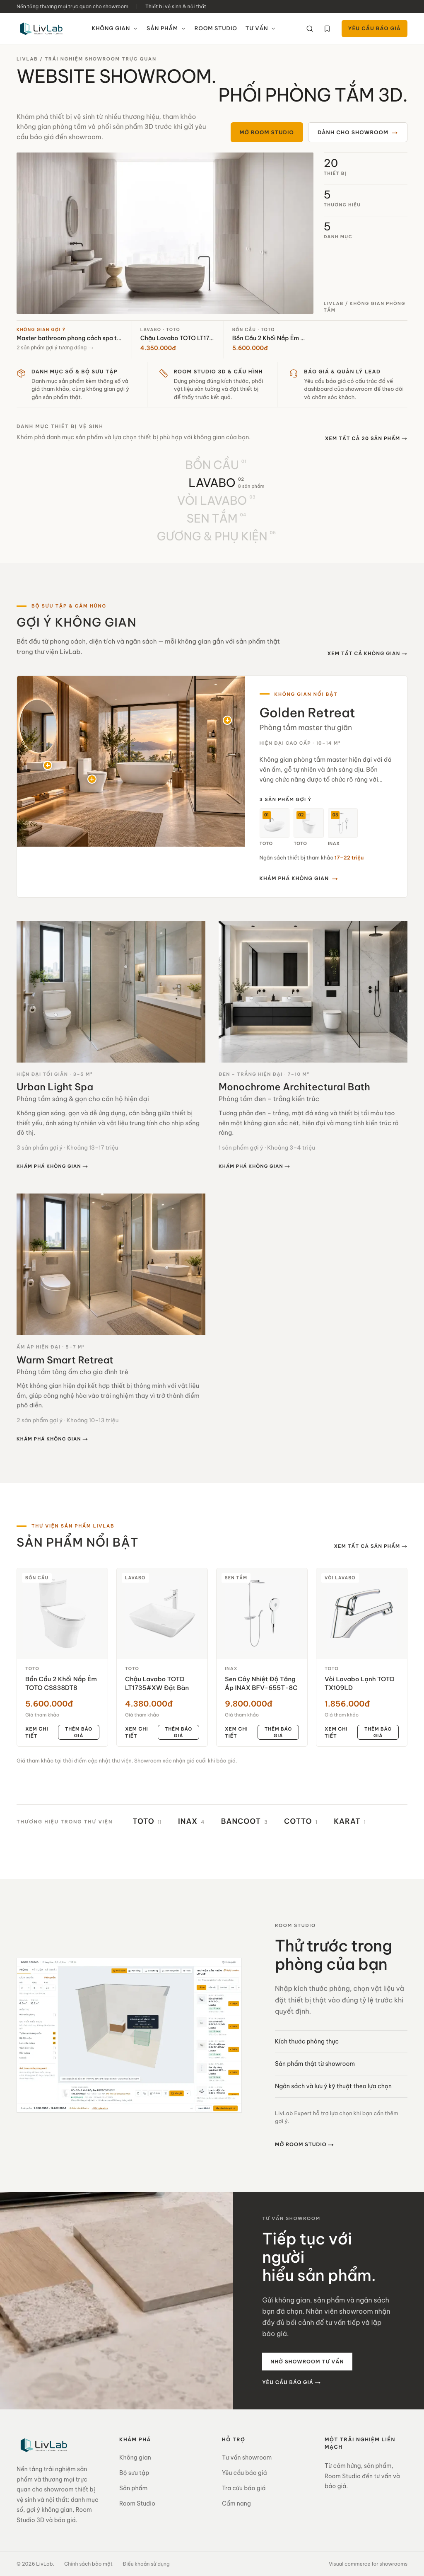 Nền tảng thương mại trực quan cho showroom
Thiết bị vệ sinh & nội thất
LivLab
KHÔNG GIAN
SẢN PHẨM
ROOM STUDIO
TƯ VẤN
YÊU CẦU BÁO GIÁ
LIVLAB / TRẢI NGHIỆM SHOWROOM TRỰC QUAN
WEBSITE SHOWROOM.
PHỐI PHÒNG TẮM 3D.
Khám phá thiết bị vệ sinh từ nhiều thương hiệu, tham khảo
không gian phòng tắm và phối sản phẩm 3D trước khi gửi yêu
cầu báo giá đến showroom.
MỞ ROOM STUDIO
DÀNH CHO SHOWROOM →
20
THIẾT BỊ
5
THƯƠNG HIỆU
5
DANH MỤC
LIVLAB / KHÔNG GIAN PHÒNG
TẮM
KHÔNG GIAN GỢI Ý
Master bathroom phong cách spa t...
2 sản phẩm gợi ý tương đồng →
LAVABO · TOTO
Chậu Lavabo TOTO LT17...
4.350.000đ
BỒN CẦU · TOTO
Bồn Cầu 2 Khối Nắp Êm ...
5.600.000đ
DANH MỤC SỐ & BỘ SƯU TẬP
Danh mục sản phẩm kèm thông số và
giá tham khảo, cùng không gian gợi ý
gắn sản phẩm thật.
ROOM STUDIO 3D & CẤU HÌNH
Dựng phòng đúng kích thước, phối
vật liệu sàn tường và đặt thiết bị
để thấy trước kết quả.
BÁO GIÁ & QUẢN LÝ LEAD
Yêu cầu báo giá có cấu trúc đổ về
dashboard của showroom để theo dõi
và chăm sóc khách.
DANH MỤC THIẾT BỊ VỆ SINH
Khám phá danh mục sản phẩm và lựa chọn thiết bị phù hợp với không gian của bạn.
XEM TẤT CẢ 20 SẢN PHẨM →
BỒN CẦU 01
LAVABO 02
6 sản phẩm
VÒI LAVABO 03
SEN TẮM 04
GƯƠNG & PHỤ KIỆN 05
BỘ SƯU TẬP & CẢM HỨNG
GỢI Ý KHÔNG GIAN
Bắt đầu từ phong cách, diện tích và ngân sách — mỗi không gian gắn với sản phẩm thật
trong thư viện LivLab.
XEM TẤT CẢ KHÔNG GIAN →
KHÔNG GIAN NỔI BẬT
Golden Retreat
Phòng tắm master thư giãn
HIỆN ĐẠI CAO CẤP · 10–14 M²
Không gian phòng tắm master hiện đại với đá
vân ấm, gỗ tự nhiên và ánh sáng dịu. Bồn
vùng chức năng được tổ chức rõ ràng với...
3 SẢN PHẨM GỢI Ý
01
02
03
TOTO
TOTO
INAX
Ngân sách thiết bị tham khảo 17–22 triệu
KHÁM PHÁ KHÔNG GIAN →
HIỆN ĐẠI TỐI GIẢN · 3–5 M²
Urban Light Spa
Phòng tắm sáng & gọn cho căn hộ hiện đại
Không gian sáng, gọn và dễ ứng dụng, cân bằng giữa thiết bị
thiết yếu, ánh sáng tự nhiên và vật liệu trung tính cho nhịp sống
đô thị.
3 sản phẩm gợi ý · Khoảng 13–17 triệu
KHÁM PHÁ KHÔNG GIAN →
ĐEN – TRẮNG HIỆN ĐẠI · 7–10 M²
Monochrome Architectural Bath
Phòng tắm đen – trắng kiến trúc
Tương phản đen – trắng, mặt đá sáng và thiết bị tối màu tạo
nên một không gian sắc nét, hiện đại và mang cá tính kiến trúc rõ
ràng.
1 sản phẩm gợi ý · Khoảng 3–4 triệu
KHÁM PHÁ KHÔNG GIAN →
ẤM ÁP HIỆN ĐẠI · 5–7 M²
Warm Smart Retreat
Phòng tắm tông ấm cho gia đình trẻ
Một không gian hiện đại kết hợp thiết bị thông minh với vật liệu
ấm, giúp công nghệ hòa vào trải nghiệm thay vì trở thành điểm
phô diễn.
2 sản phẩm gợi ý · Khoảng 10–13 triệu
KHÁM PHÁ KHÔNG GIAN →
THƯ VIỆN SẢN PHẨM LIVLAB
SẢN PHẨM NỔI BẬT
XEM TẤT CẢ SẢN PHẨM →
BỒN CẦU
TOTO
Bồn Cầu 2 Khối Nắp Êm
TOTO CS838DT8
5.600.000đ
Giá tham khảo
XEM CHI
TIẾT
THÊM BÁO
GIÁ
LAVABO
TOTO
Chậu Lavabo TOTO
LT1735#XW Đặt Bàn
4.380.000đ
Giá tham khảo
XEM CHI
TIẾT
THÊM BÁO
GIÁ
SEN TẮM
INAX
Sen Cây Nhiệt Độ Tăng
Áp INAX BFV-655T-8C
9.800.000đ
Giá tham khảo
XEM CHI
TIẾT
THÊM BÁO
GIÁ
VÒI LAVABO
TOTO
Vòi Lavabo Lạnh TOTO
TX109LD
1.856.000đ
Giá tham khảo
XEM CHI
TIẾT
THÊM BÁO
GIÁ
Giá tham khảo tại thời điểm cập nhật thư viện. Showroom xác nhận giá cuối khi báo giá.
THƯƠNG HIỆU TRONG THƯ VIỆN
TOTO 11
INAX 4
BANCOOT 3
COTTO 1
KARAT 1
ROOM STUDIO
Thử trước trong
phòng của bạn
Nhập kích thước phòng, chọn vật liệu và
đặt thiết bị thật vào đúng tỷ lệ trước khi
quyết định.
Kích thước phòng thực
Sản phẩm thật từ showroom
Ngân sách và lưu ý kỹ thuật theo lựa chọn
LivLab Expert hỗ trợ lựa chọn khi bạn cần thêm
gợi ý.
MỞ ROOM STUDIO →
TƯ VẤN SHOWROOM
Tiếp tục với
người
hiểu sản phẩm.
Gửi không gian, sản phẩm và ngân sách
bạn đã chọn. Nhân viên showroom nhận
đầy đủ bối cảnh để tư vấn tiếp và lập
báo giá.
NHỜ SHOWROOM TƯ VẤN
YÊU CẦU BÁO GIÁ →
LivLab
Nền tảng trải nghiệm sản
phẩm và thương mại trực
quan cho showroom thiết bị
vệ sinh và nội thất: danh mục
số, gợi ý không gian, Room
Studio 3D và báo giá.
KHÁM PHÁ
Không gian
Bộ sưu tập
Sản phẩm
Room Studio
HỖ TRỢ
Tư vấn showroom
Yêu cầu báo giá
Tra cứu báo giá
Cẩm nang
MỘT TRẢI NGHIỆM LIỀN
MẠCH
Từ cảm hứng, sản phẩm,
Room Studio đến tư vấn và
báo giá.
© 2026 LivLab.
Chính sách bảo mật
Điều khoản sử dụng
Visual commerce for showrooms